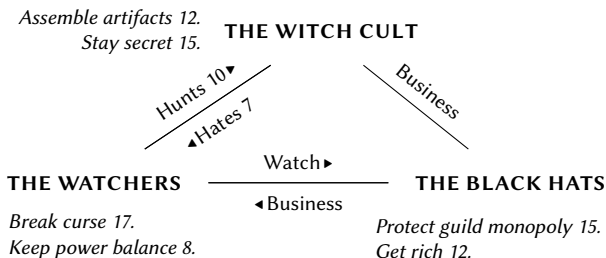 Assemble artifacts 12.
Stay secret 15.
THE WITCH CULT
Hunts 10▸
◂Hates 7
Business
THE WATCHERS
Watch▸
◂Business
THE BLACK HATS
Break curse 17.
Keep power balance 8.
Protect guild monopoly 15.
Get rich 12.